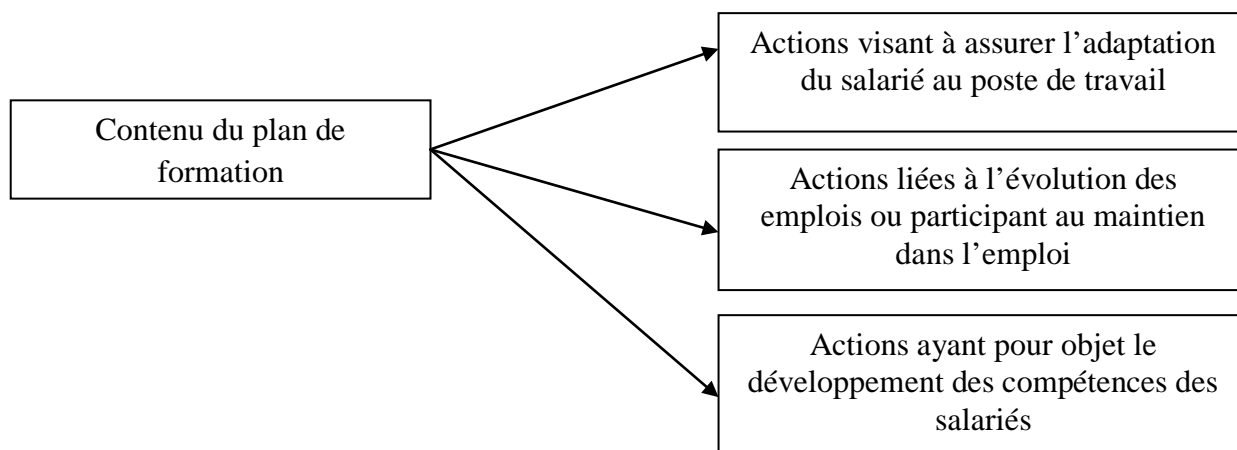 Contenu du plan de
formation
Actions visant à assurer l’adaptation
du salarié au poste de travail
Actions liées à l’évolution des
emplois ou participant au maintien
dans l’emploi
Actions ayant pour objet le
développement des compétences des
salariés